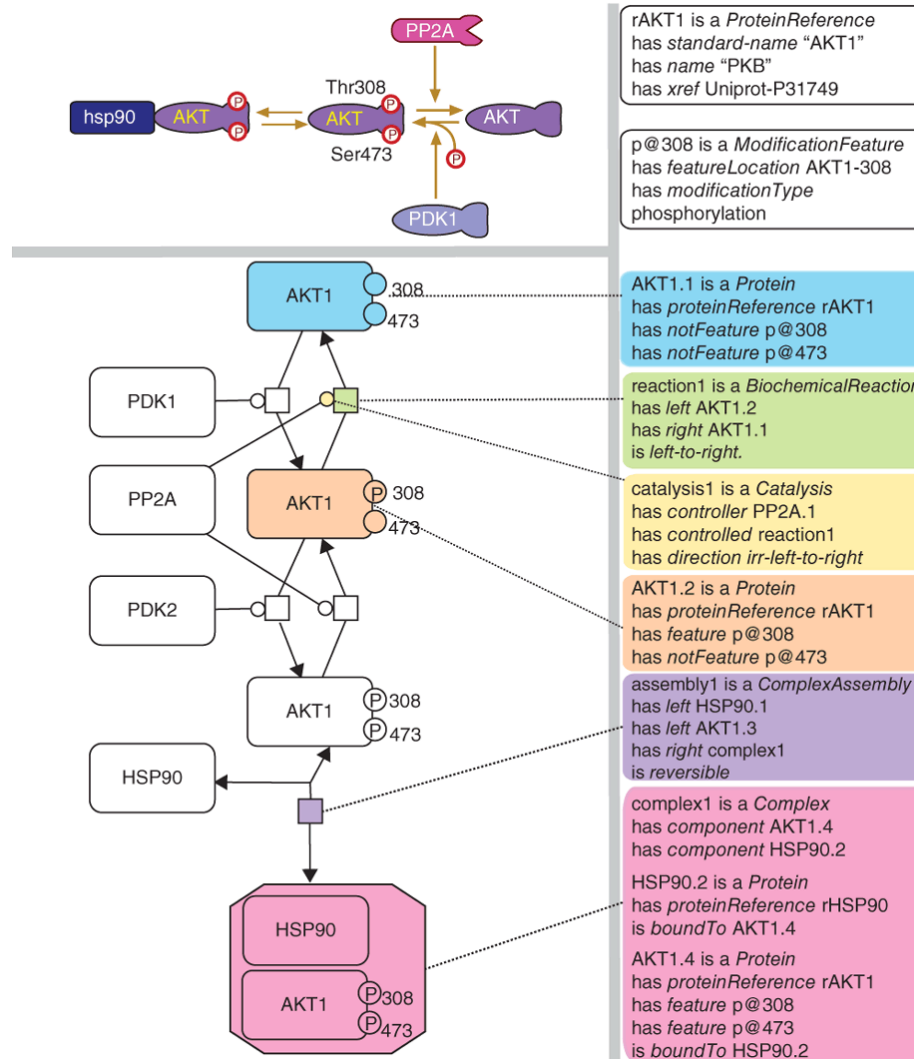 PP2A
Thr308
hsp90
AKT
P
P
AKT
P
P
AKT
Ser473
P
PDK1
rAKT1 is a ProteinReference
has standard-name “AKT1”
has name “PKB”
has xref Uniprot-P31749
p@308 is a ModificationFeature
has featureLocation AKT1-308
has modificationType
phosphorylation
AKT1
308
473
PDK1
PP2A
AKT1
P
308
473
PDK2
AKT1
P
308
P
473
HSP90
HSP90
AKT1
P
308
P
473
AKT1.1 is a Protein
has proteinReference rAKT1
has notFeature p@308
has notFeature p@473
reaction1 is a BiochemicalReaction
has left AKT1.2
has right AKT1.1
is left-to-right.
catalysis1 is a Catalysis
has controller PP2A.1
has controlled reaction1
has direction irr-left-to-right
AKT1.2 is a Protein
has proteinReference rAKT1
has feature p@308
has notFeature p@473
assembly1 is a ComplexAssembly
has left HSP90.1
has left AKT1.3
has right complex1
is reversible
complex1 is a Complex
has component AKT1.4
has component HSP90.2
HSP90.2 is a Protein
has proteinReference rHSP90
is boundTo AKT1.4
AKT1.4 is a Protein
has proteinReference rAKT1
has feature p@308
has feature p@473
is boundTo HSP90.2